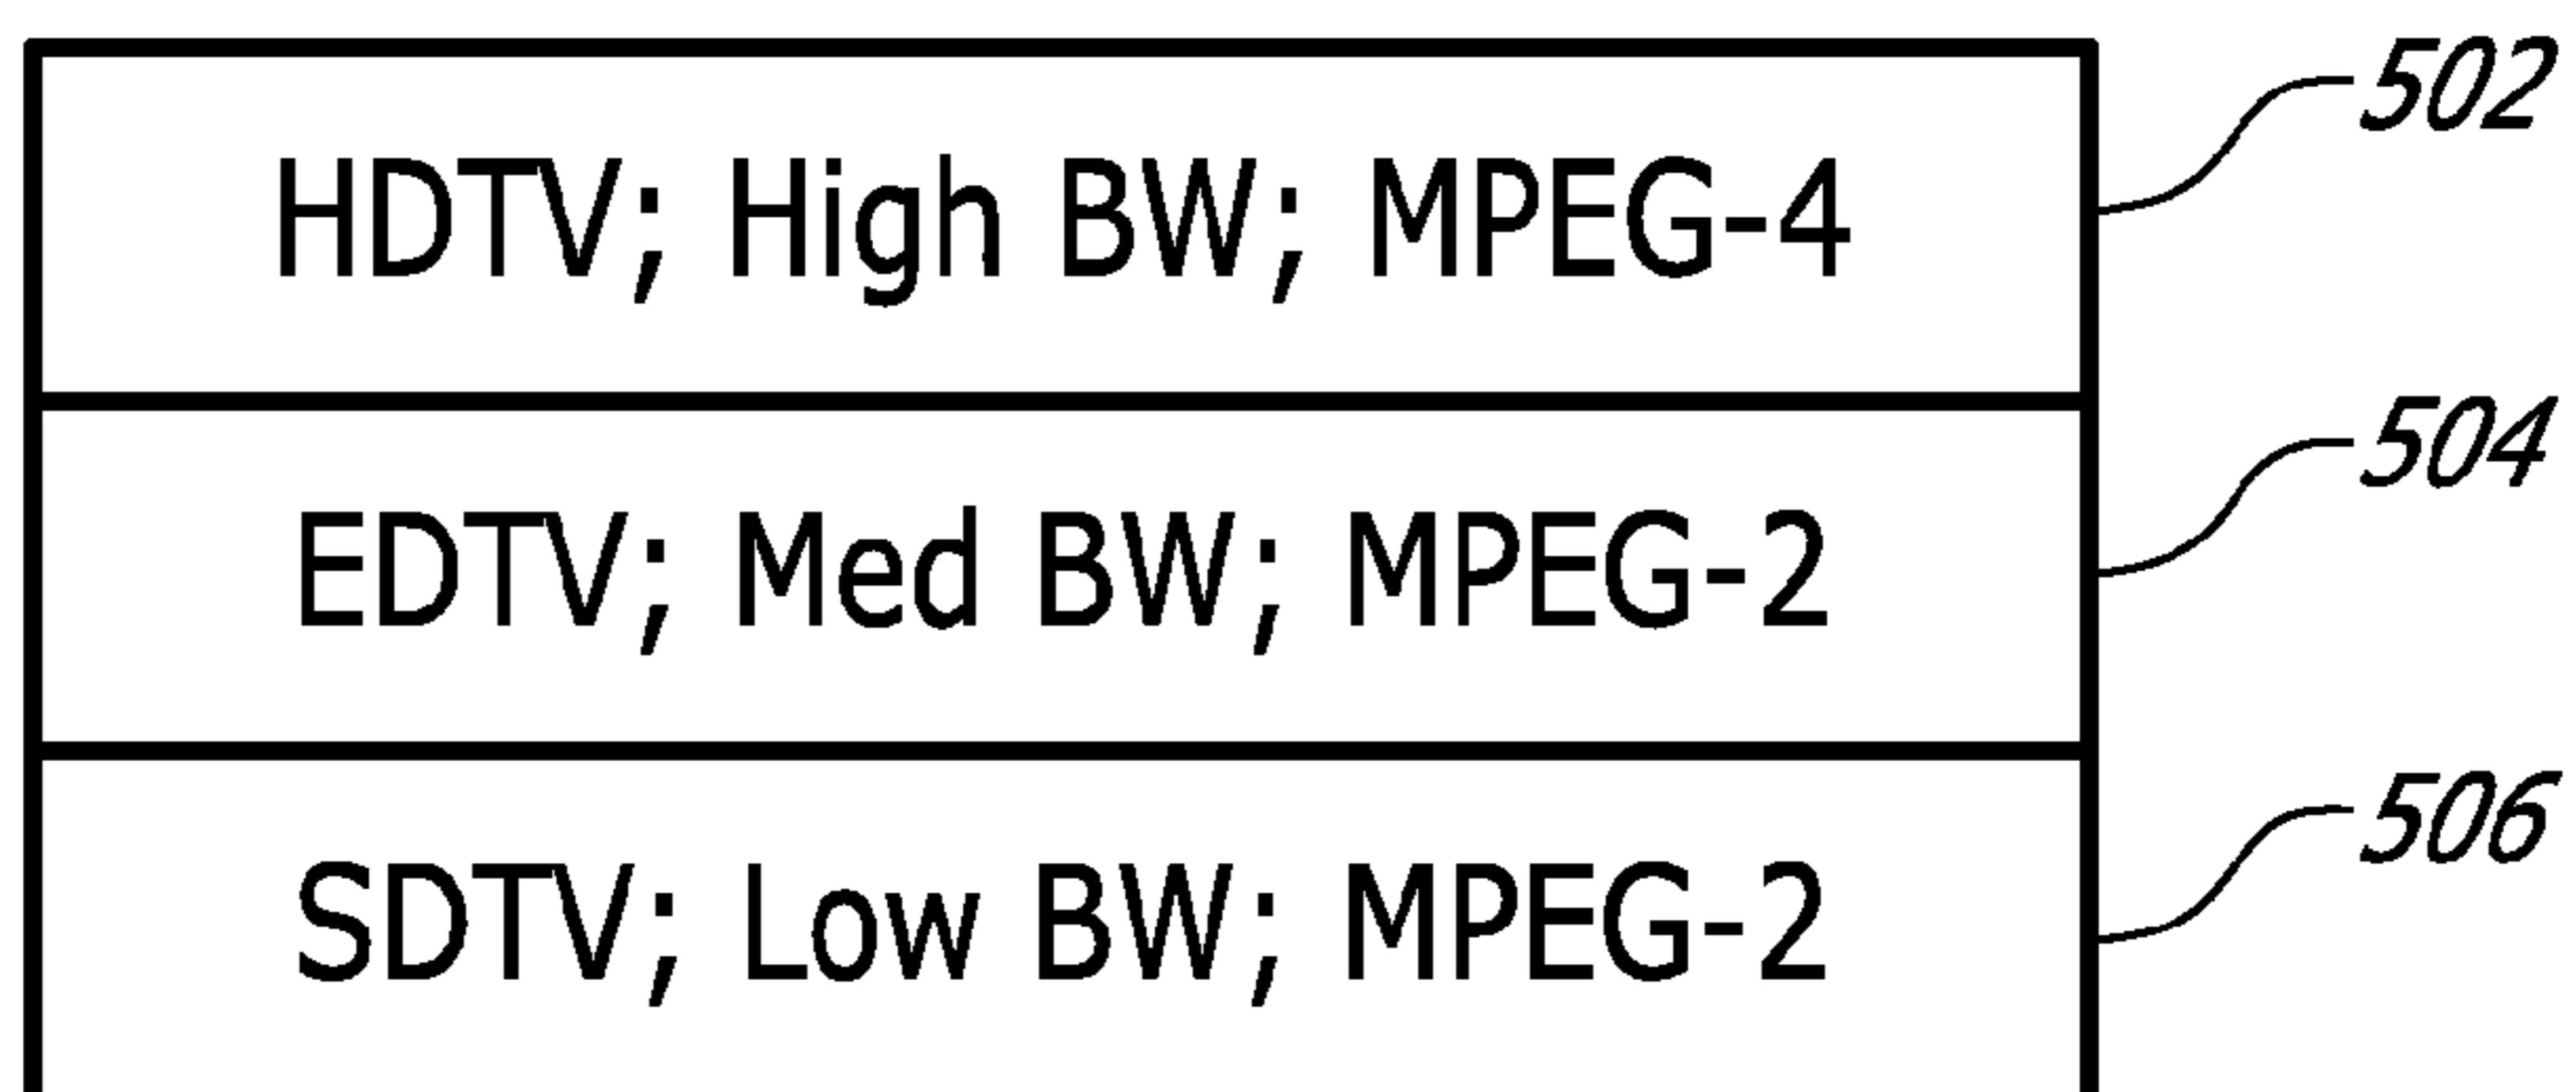 HDTV; High BW; MPEG-4 502
EDTV; Med BW; MPEG-2 504
SDTV; Low BW; MPEG-2 506